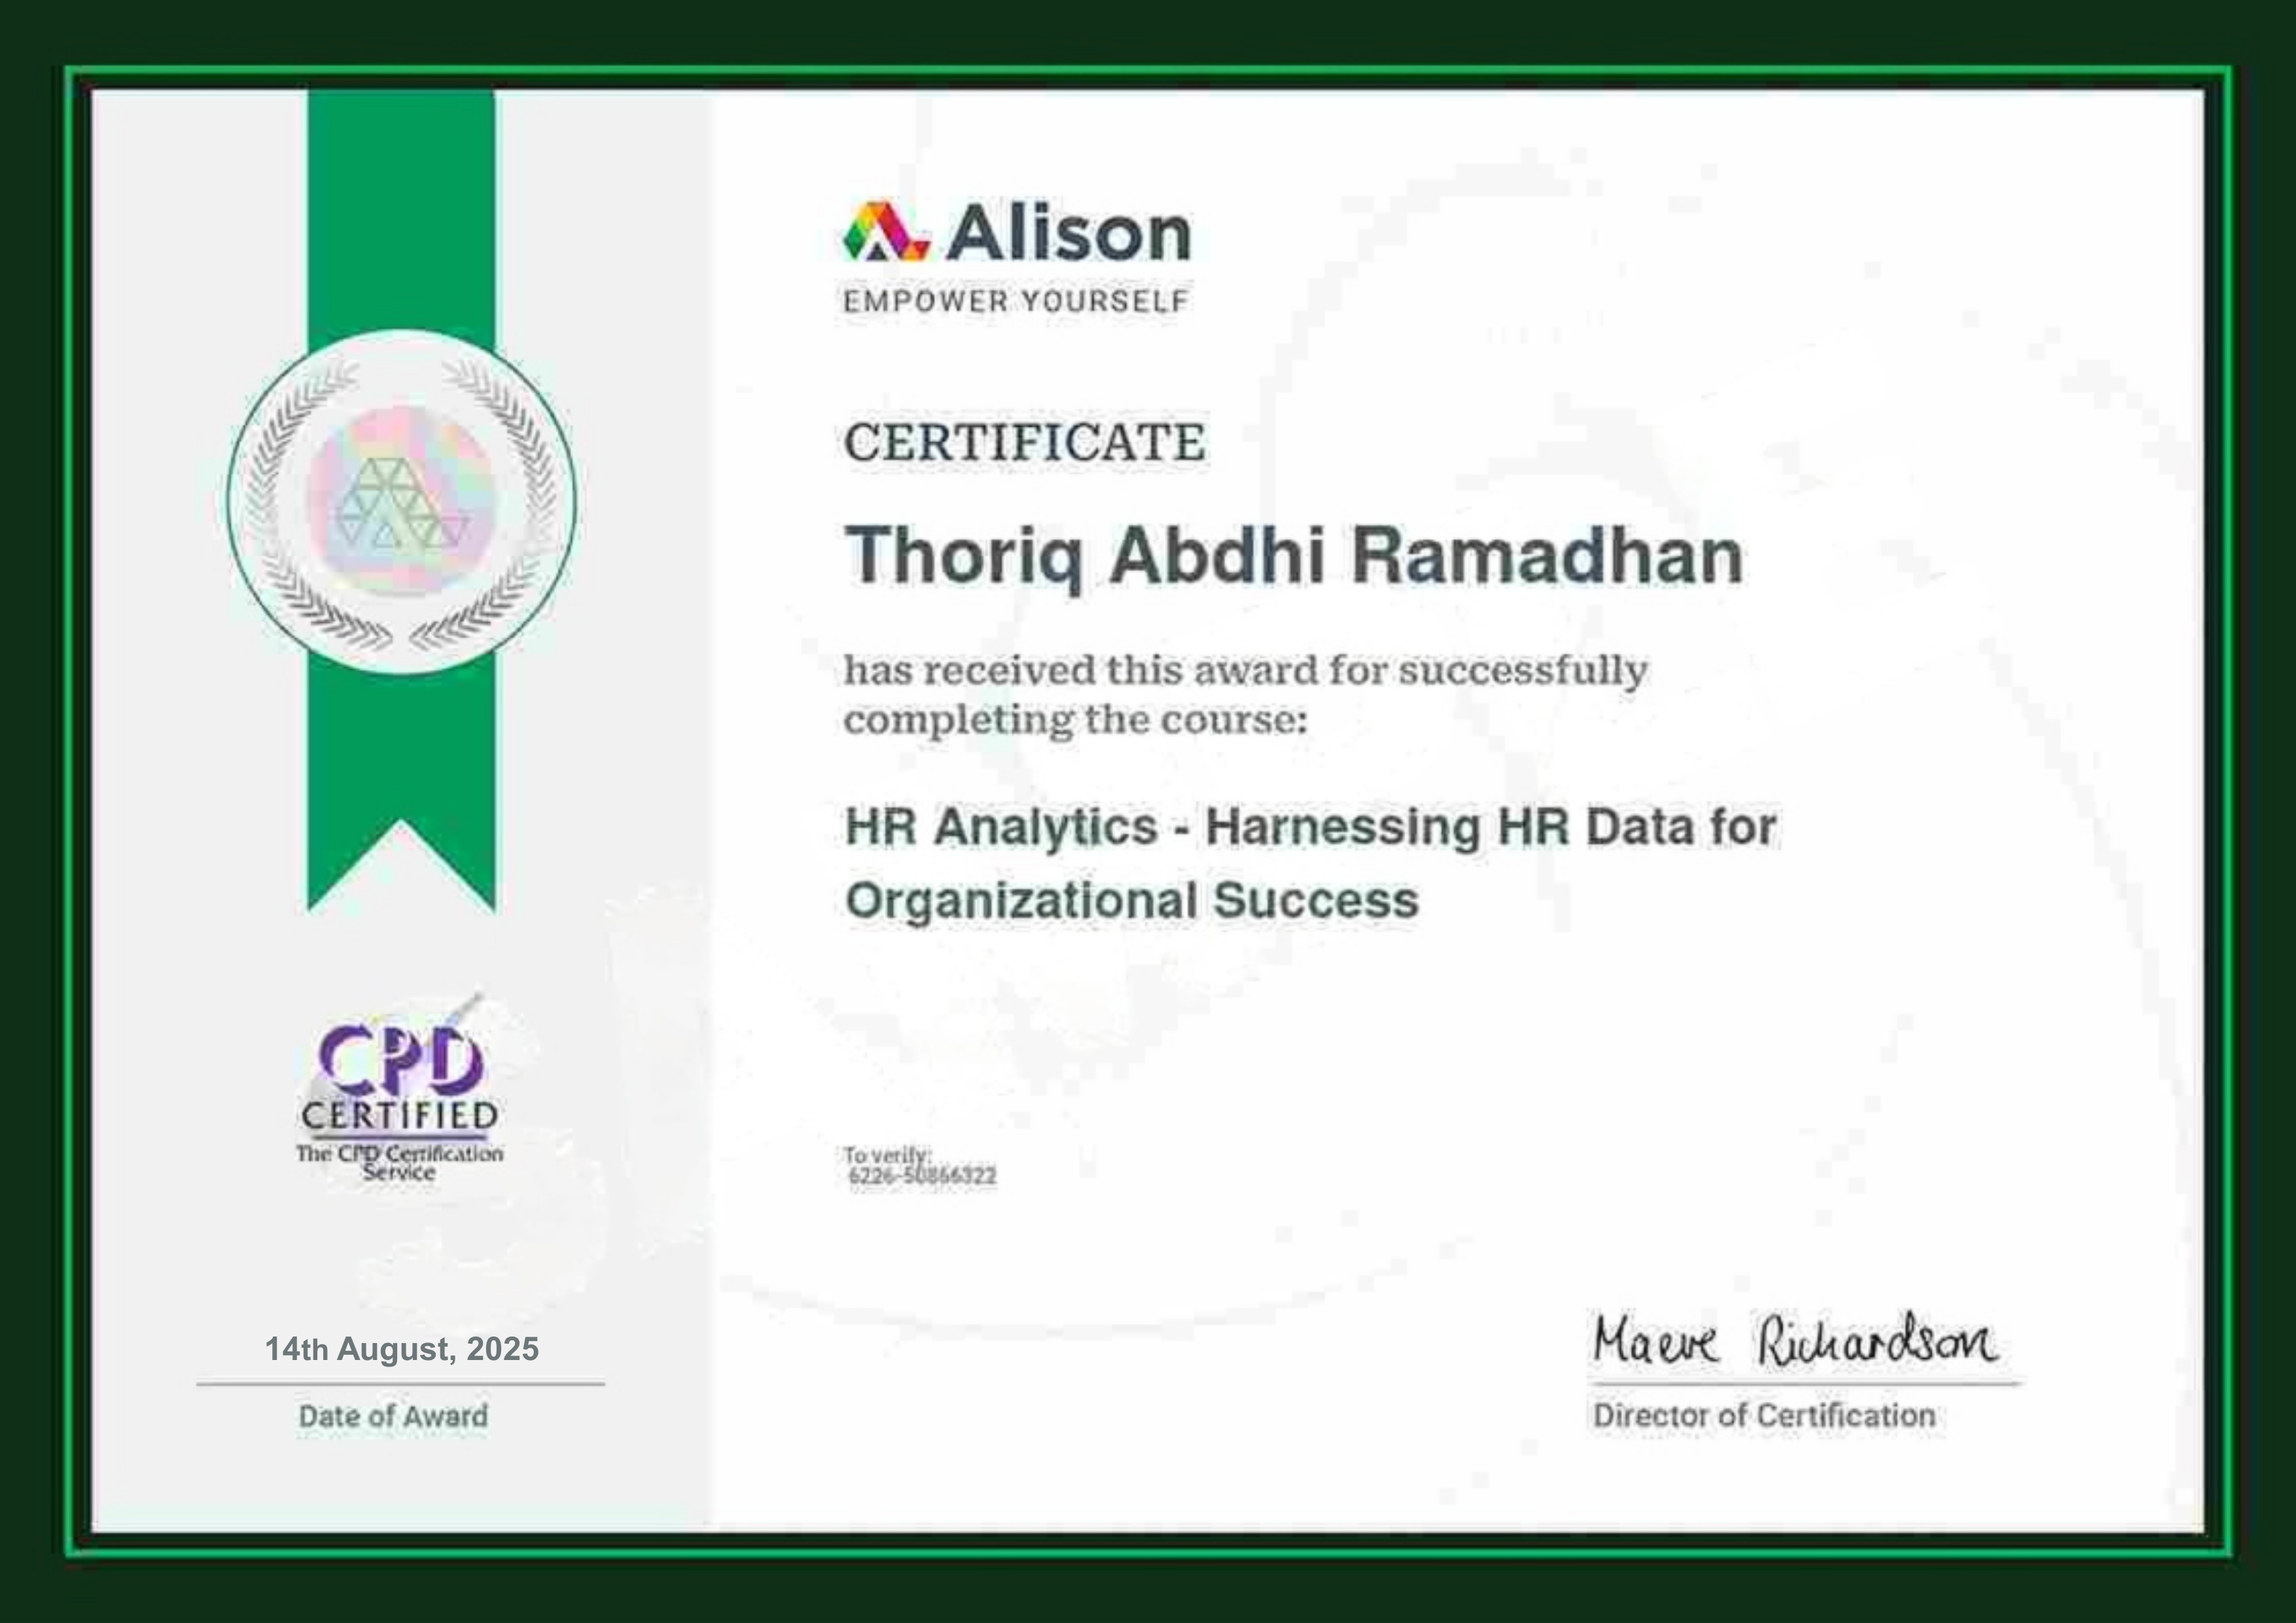 Alison
EMPOWER YOURSELF
CERTIFICATE
Thoriq Abdhi Ramadhan
has received this award for successfully
completing the course:
HR Analytics - Harnessing HR Data for
Organizational Success
CPD
CERTIFIED
The CPD Certification
Service
To verify:
6226-50866322
14th August, 2025
Date of Award
Maeve Richardson
Director of Certification